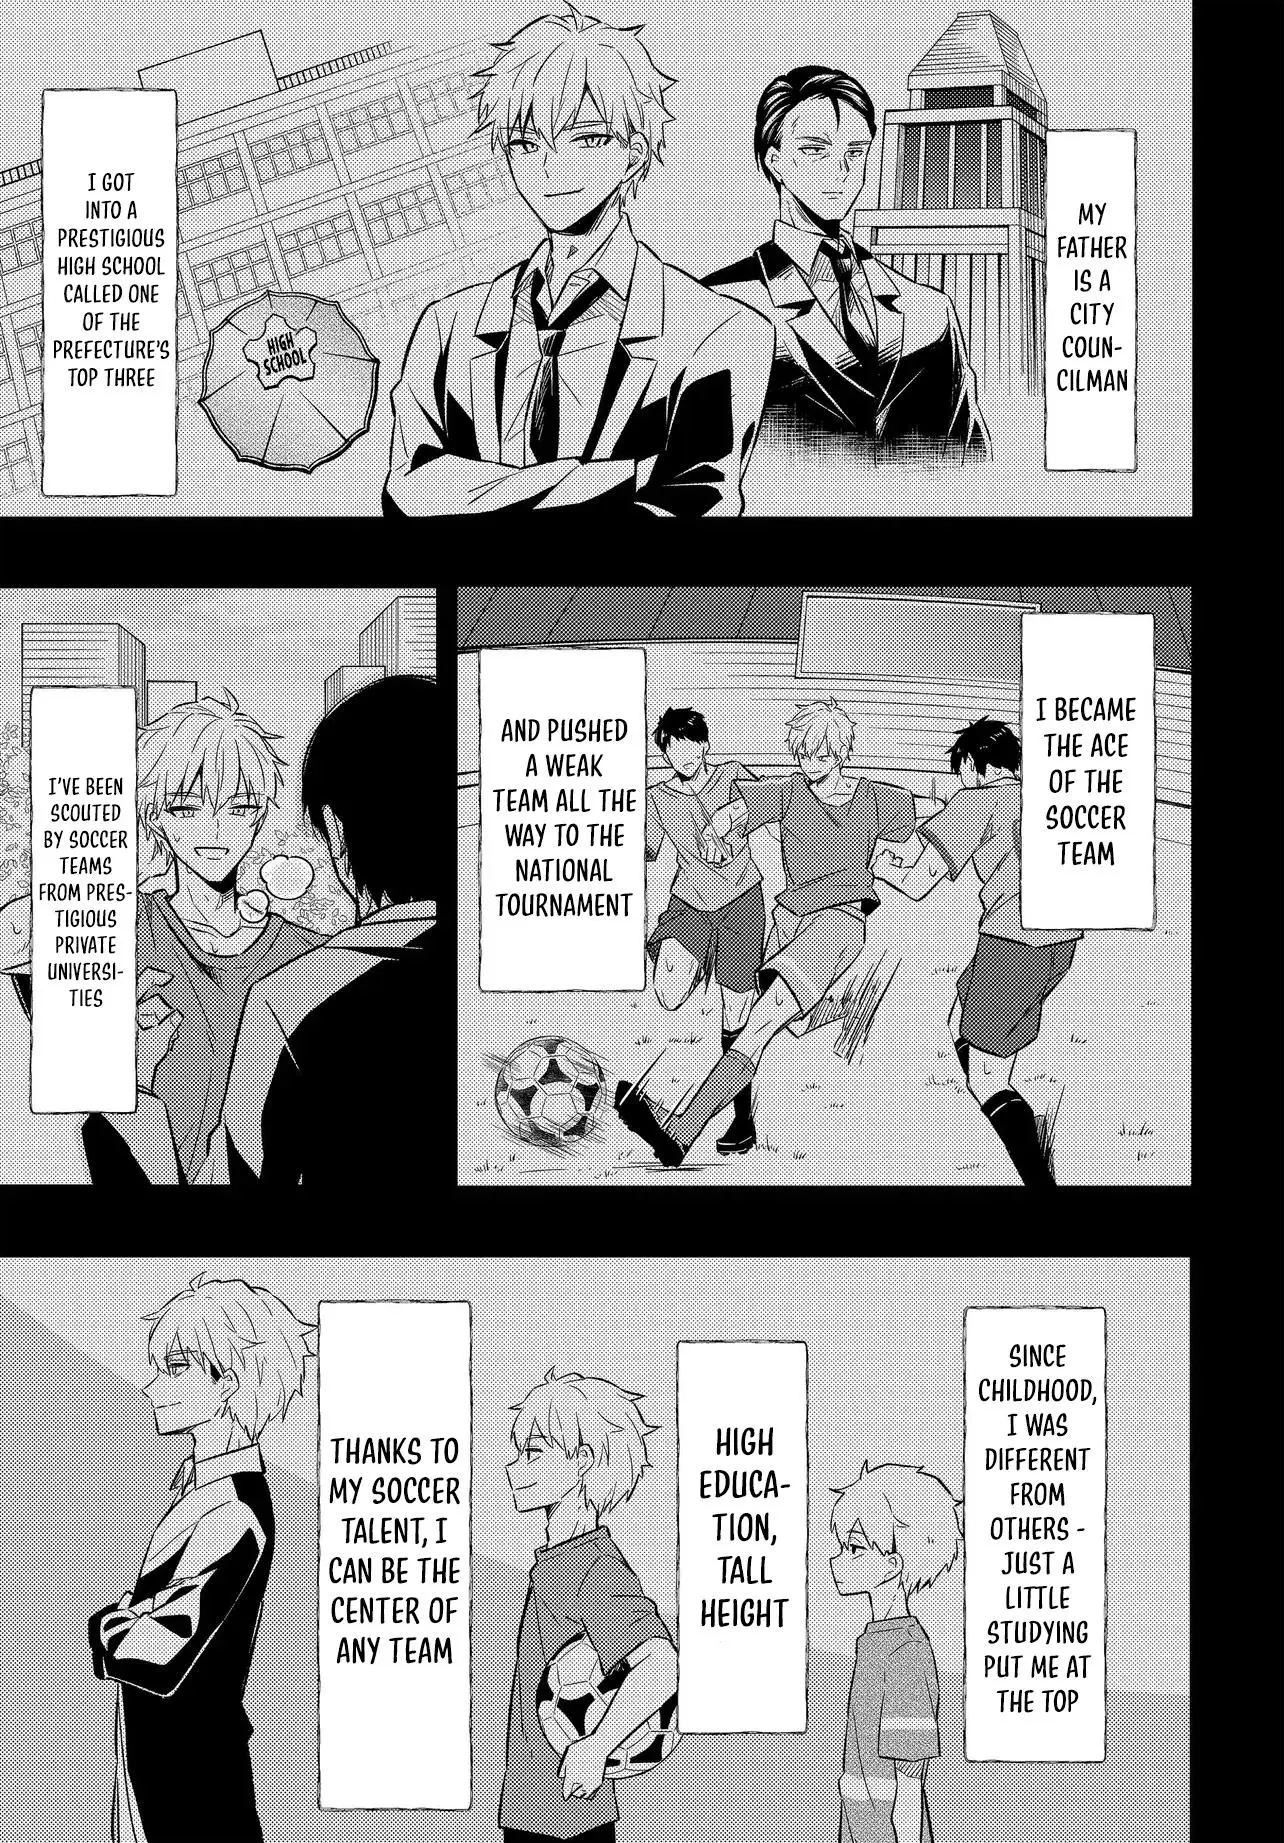 MY
FATHER
IS A
CITY
COUN-
CILMAN
I GOT
INTO A
PRESTIGIOUS
HIGH SCHOOL
CALLED ONE
OF THE
PREFECTURE'S
TOP THREE
HIGH
SCHOOL
I BECAME
THE ACE
OF THE
SOCCER
TEAM
AND PUSHED
A WEAK
TEAM ALL THE
WAY TO THE
NATIONAL
TOURNAMENT
I'VE BEEN
SCOUTED
BY SOCCER
TEAMS
FROM PRES-
TIGIOUS
PRIVATE
UNIVERSI-
TIES
SINCE
CHILDHOOD,
I WAS
DIFFERENT
FROM
OTHERS -
JUST A
LITTLE
STUDYING
PUT ME AT
THE TOP
HIGH
EDUCA-
TION,
TALL
HEIGHT
THANKS TO
MY SOCCER
TALENT, I
CAN BE THE
CENTER OF
ANY TEAM